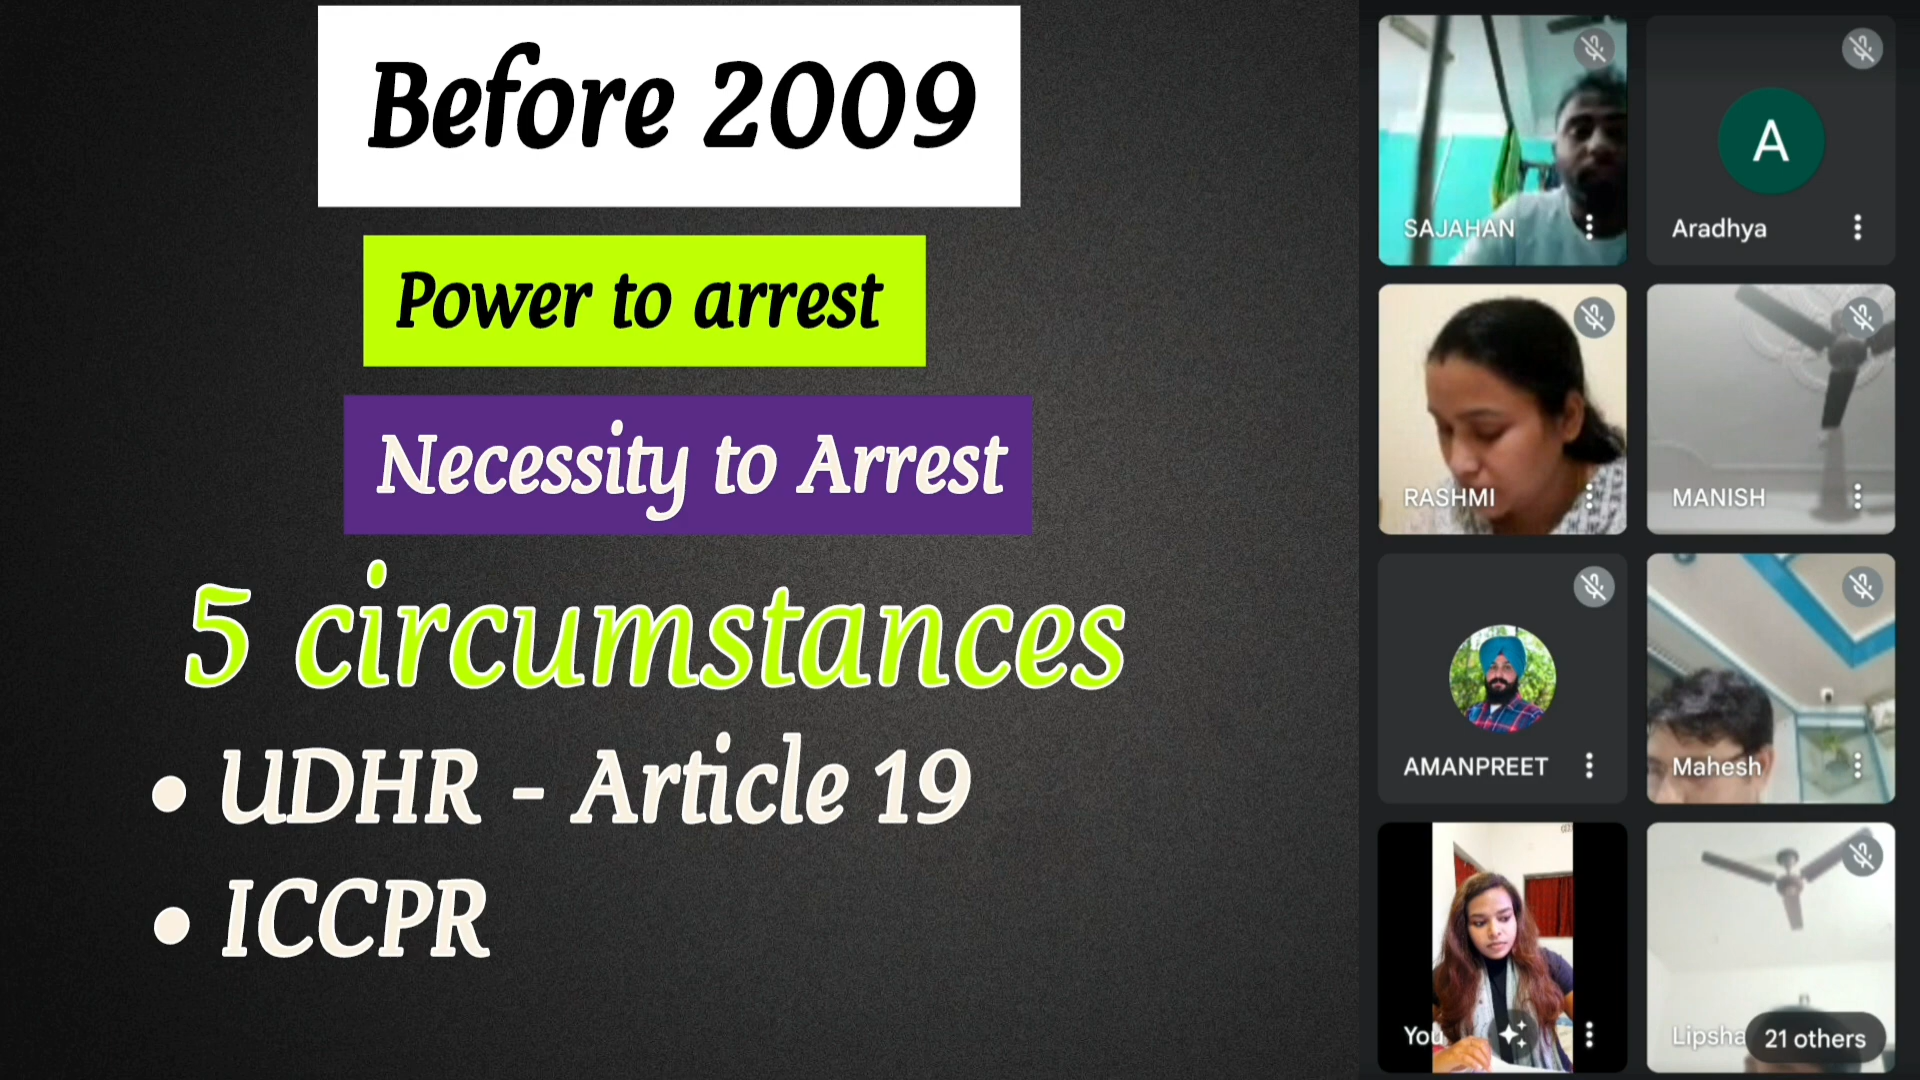 Before 2009
Power to arrest
Necessity to Arrest
5 circumstances
• UDHR - Article 19
• ICCPR
SAJAHAN
A
Aradhya
RASHMI
MANISH
AMANPREET
Mahesh
You
Lipsha
21 others